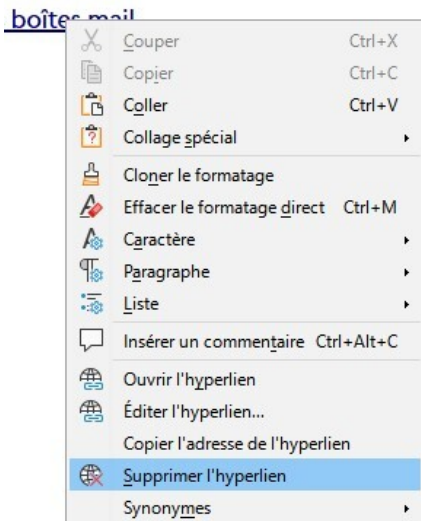 boîtes mail
Couper Ctrl+X
Copier Ctrl+C
Coller Ctrl+V
Collage spécial
Cloner le formatage
Effacer le formatage direct Ctrl+M
Caractère
Paragraphe
Liste
Insérer un commentaire Ctrl+Alt+C
Ouvrir l'hyperlien
Éditer l'hyperlien...
Copier l'adresse de l'hyperlien
Supprimer l'hyperlien
Synonymes